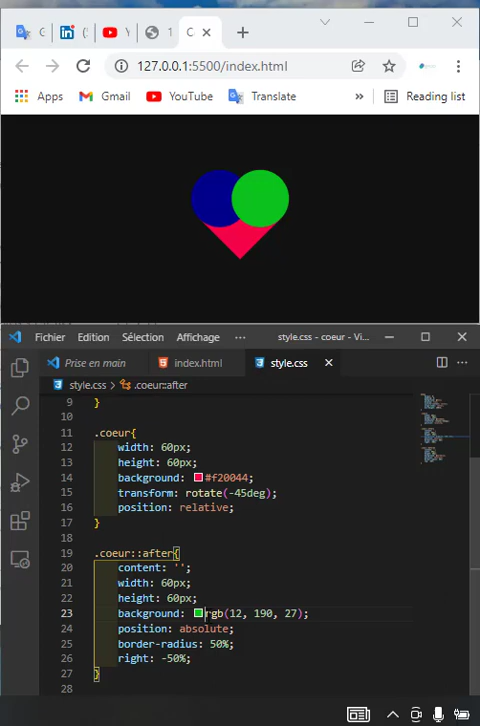 G
(
Y
1
C
127.0.0.1:5500/index.html
Apps
Gmail
YouTube
Translate
»
Reading list
Fichier
Edition
Sélection
Affichage
···
style.css - coeur - Vi...
Prise en main
index.html
style.css
style.css > .coeur::after
9 }
10
11 .coeur{
12 width: 60px;
13 height: 60px;
14 background: #f20044;
15 transform: rotate(-45deg);
16 position: relative;
17 }
18
19 .coeur::after{
20 content: '';
21 width: 60px;
22 height: 60px;
23 background: rgb(12, 190, 27);
24 position: absolute;
25 border-radius: 50%;
26 right: -50%;
27 }
28